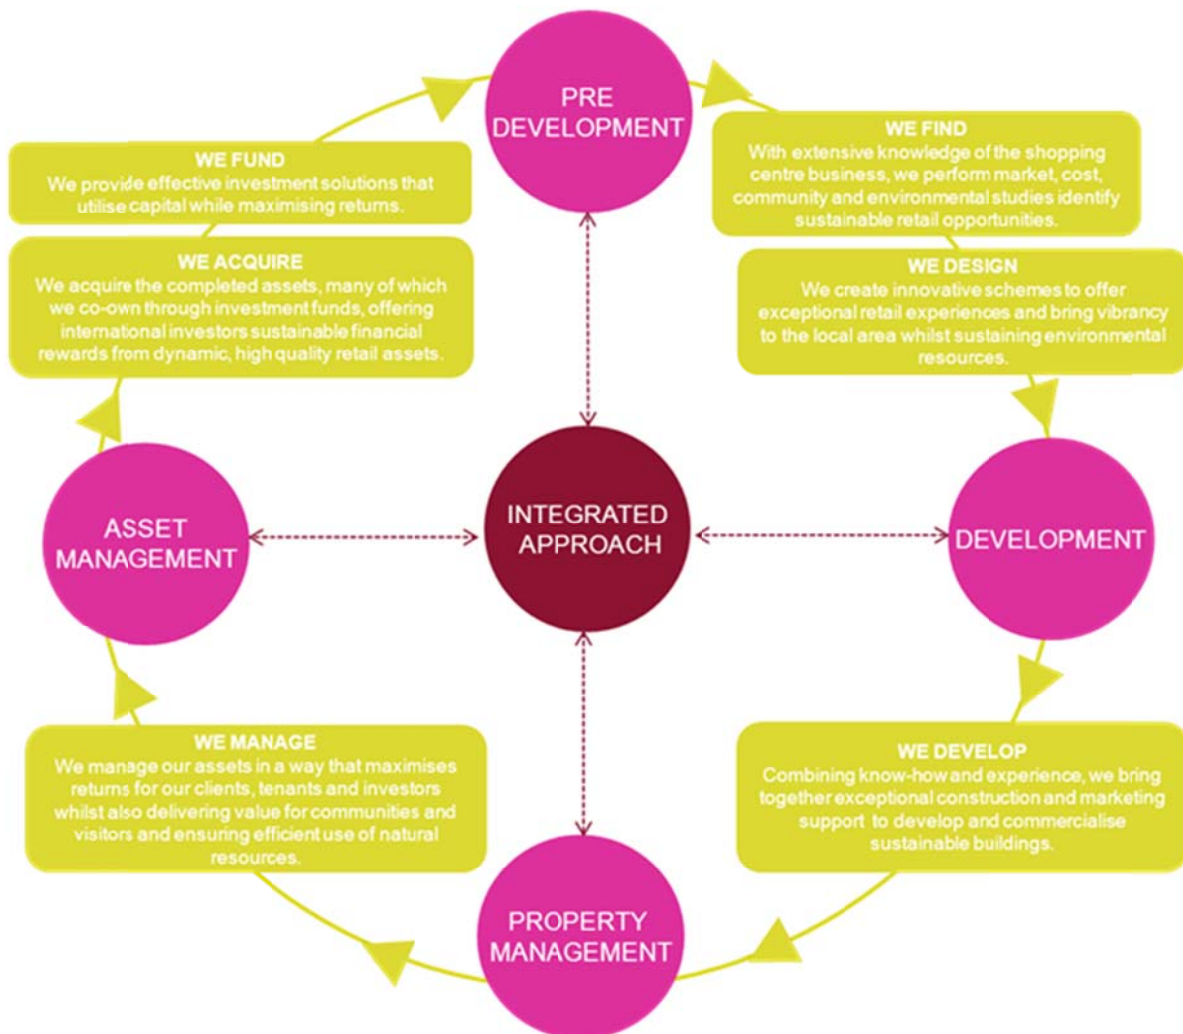 PRE
DEVELOPMENT
WE FIND
With extensive knowledge of the shopping
centre business, we perform market, cost,
community and environmental studies identify
sustainable retail opportunities.
WE DESIGN
We create innovative schemes to offer
exceptional retail experiences and bring vibrancy
to the local area whilst sustaining environmental
resources.
DEVELOPMENT
WE DEVELOP
Combining know-how and experience, we bring
together exceptional construction and marketing
support to develop and commercialise
sustainable buildings.
PROPERTY
MANAGEMENT
WE MANAGE
We manage our assets in a way that maximises
returns for our clients, tenants and investors
whilst also delivering value for communities and
visitors and ensuring efficient use of natural
resources.
ASSET
MANAGEMENT
WE ACQUIRE
We acquire the completed assets, many of which
we co-own through investment funds, offering
international investors sustainable financial
rewards from dynamic, high quality retail assets.
WE FUND
We provide effective investment solutions that
utilise capital while maximising returns.
INTEGRATED
APPROACH